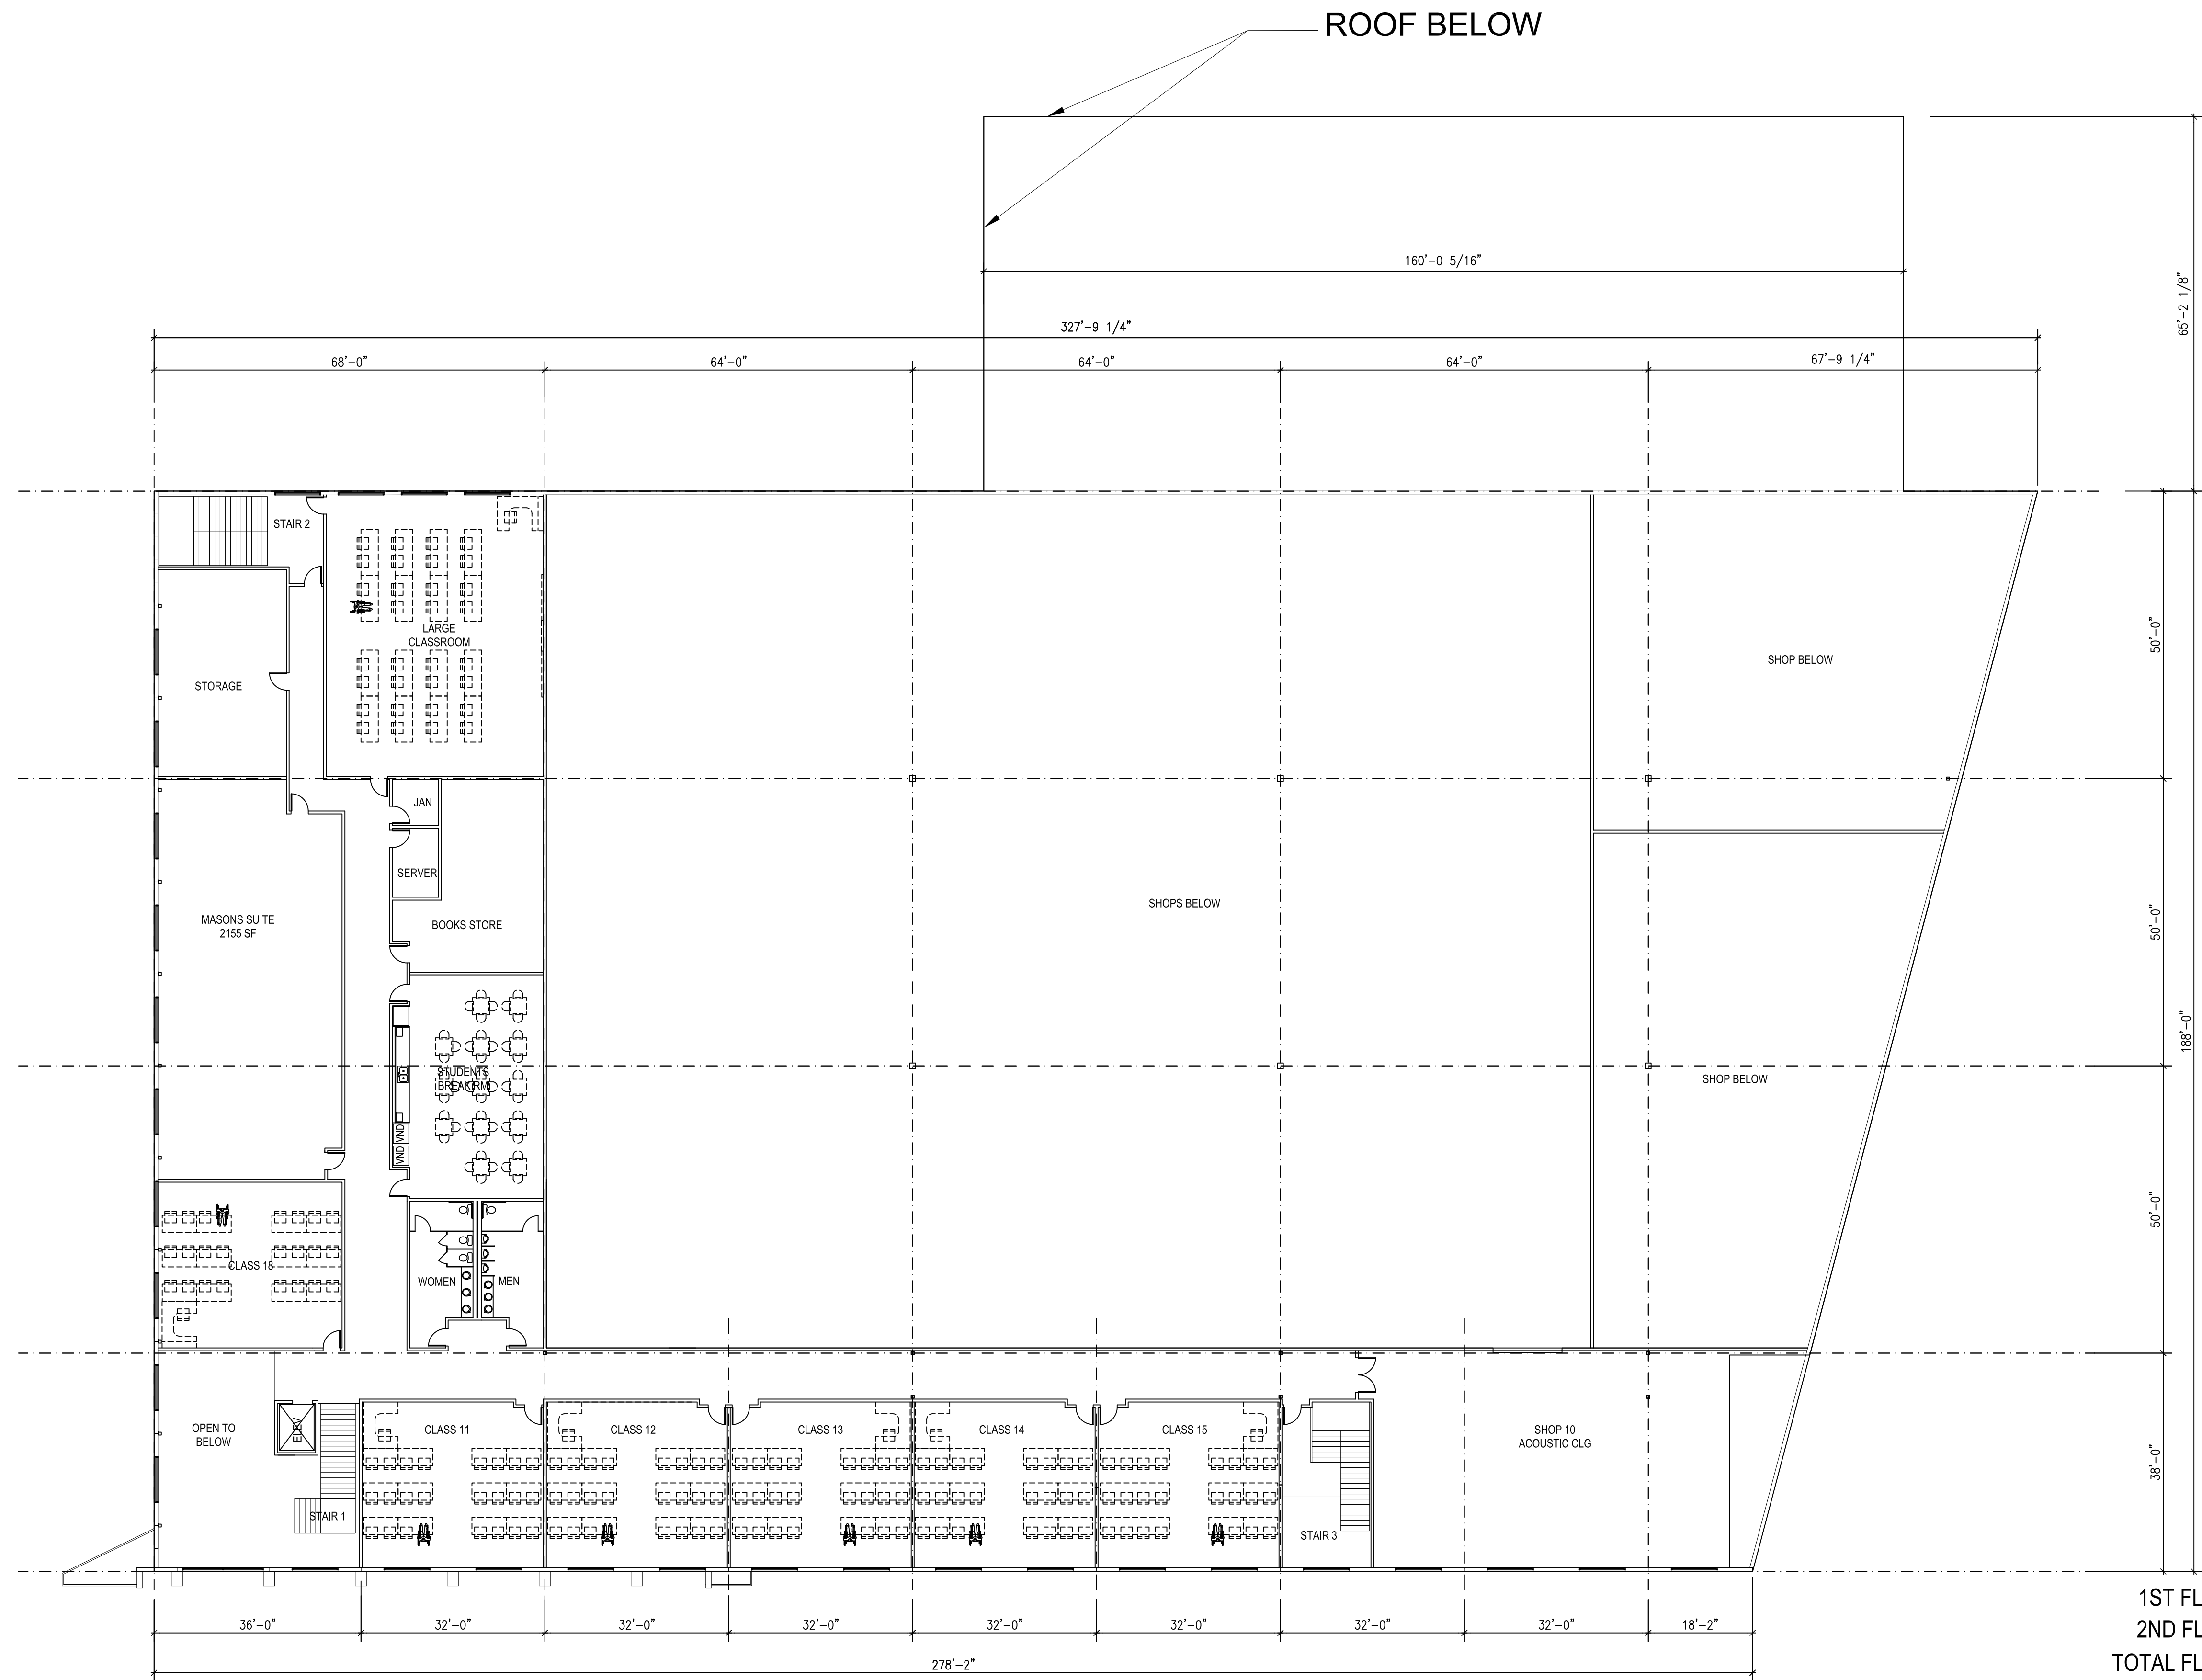 ROOF BELOW
160'-0 5/16"
65'-2 1/8"
327'-9 1/4"
68'-0"
64'-0"
64'-0"
64'-0"
67'-9 1/4"
STAIR 2
LARGE
CLASSROOM
50'-0"
SHOP BELOW
STORAGE
JAN
SERVER
MASONS SUITE
2155 SF
BOOKS STORE
SHOPS BELOW
50'-0"
188'-0"
STUDENTS
BREAK RM
SHOP BELOW
VND
VND
50'-0"
CLASS 18
WOMEN
MEN
OPEN TO
BELOW
ELEV
CLASS 11
CLASS 12
CLASS 13
CLASS 14
CLASS 15
SHOP 10
ACOUSTIC CLG
38'-0"
STAIR 1
STAIR 3
36'-0"
32'-0"
32'-0"
32'-0"
32'-0"
32'-0"
32'-0"
32'-0"
18'-2"
278'-2"
1ST FL
2ND FL
TOTAL FL